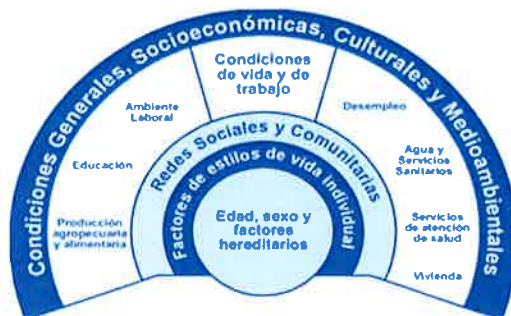 Condiciones Generales, Socioeconómicas, Culturales y Medioambientales
Condiciones
de vida y de
trabajo
Ambiente
Laboral
Desempleo
Educación
Agua y
Servicios
Sanitarios
Producción
agropecuaria
y alimentaria
Servicios
de atención
de salud
Vivienda
Redes Sociales y Comunitarias
Factores de estilos de vida individual
Edad, sexo y
factores
hereditarios